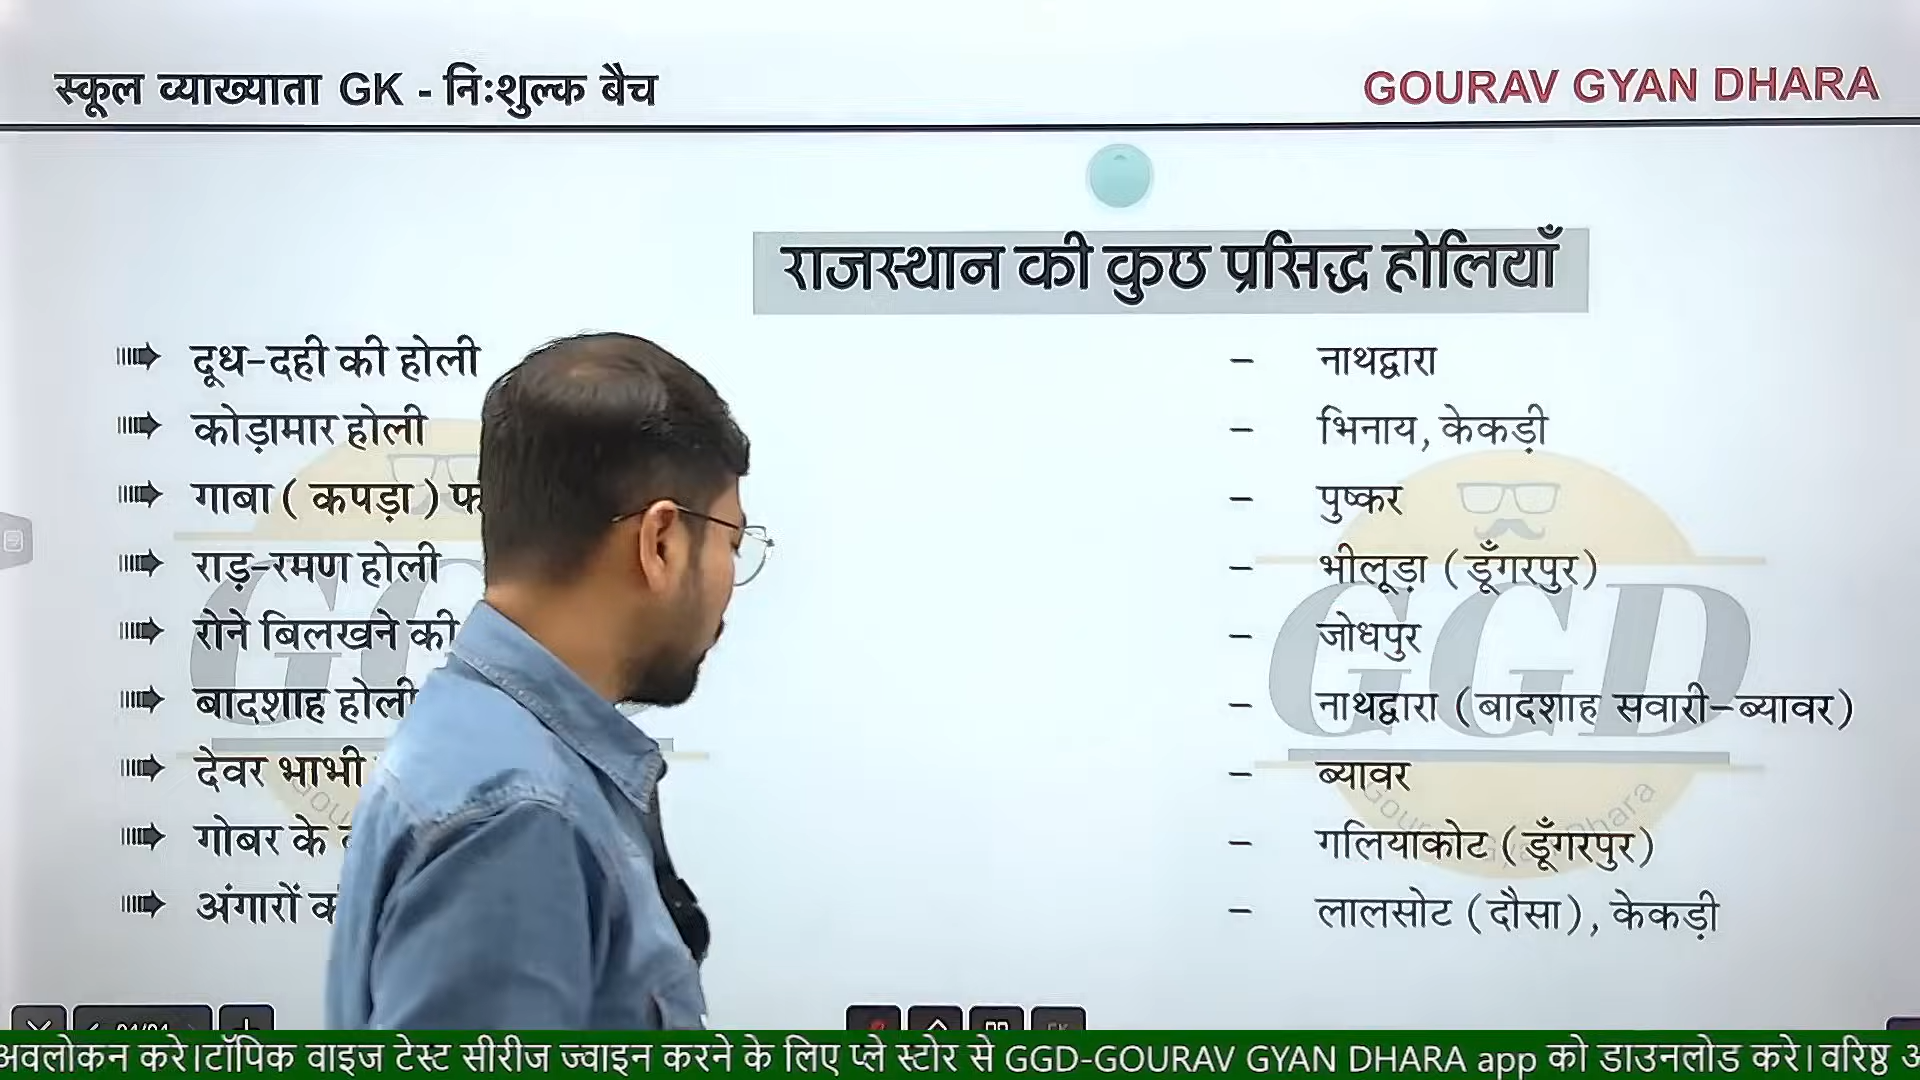 स्कूल व्याख्याता GK - निःशुल्क बैच GOURAV GYAN DHARA
राजस्थान की कुछ प्रसिद्ध होलियाँ
दूध-दही की होली - नाथद्वारा
कोड़ामार होली - भिनाय, केकड़ी
गाबा ( कपड़ा ) - पुष्कर
राड़-रमण होली - भीलूड़ा (डूँगरपुर)
रोने बिलखने की - जोधपुर
बादशाह होली - नाथद्वारा (बादशाह सवारी-ब्यावर)
देवर भाभी - ब्यावर
गोबर के - गलियाकोट (डूँगरपुर)
अंगारों - लालसोट (दौसा), केकड़ी
GGD
अवलोकन करे।टॉपिक वाइज टेस्ट सीरीज ज्वाइन करने के लिए प्ले स्टोर से GGD-GOURAV GYAN DHARA app को डाउनलोड करे।वरिष्ठ